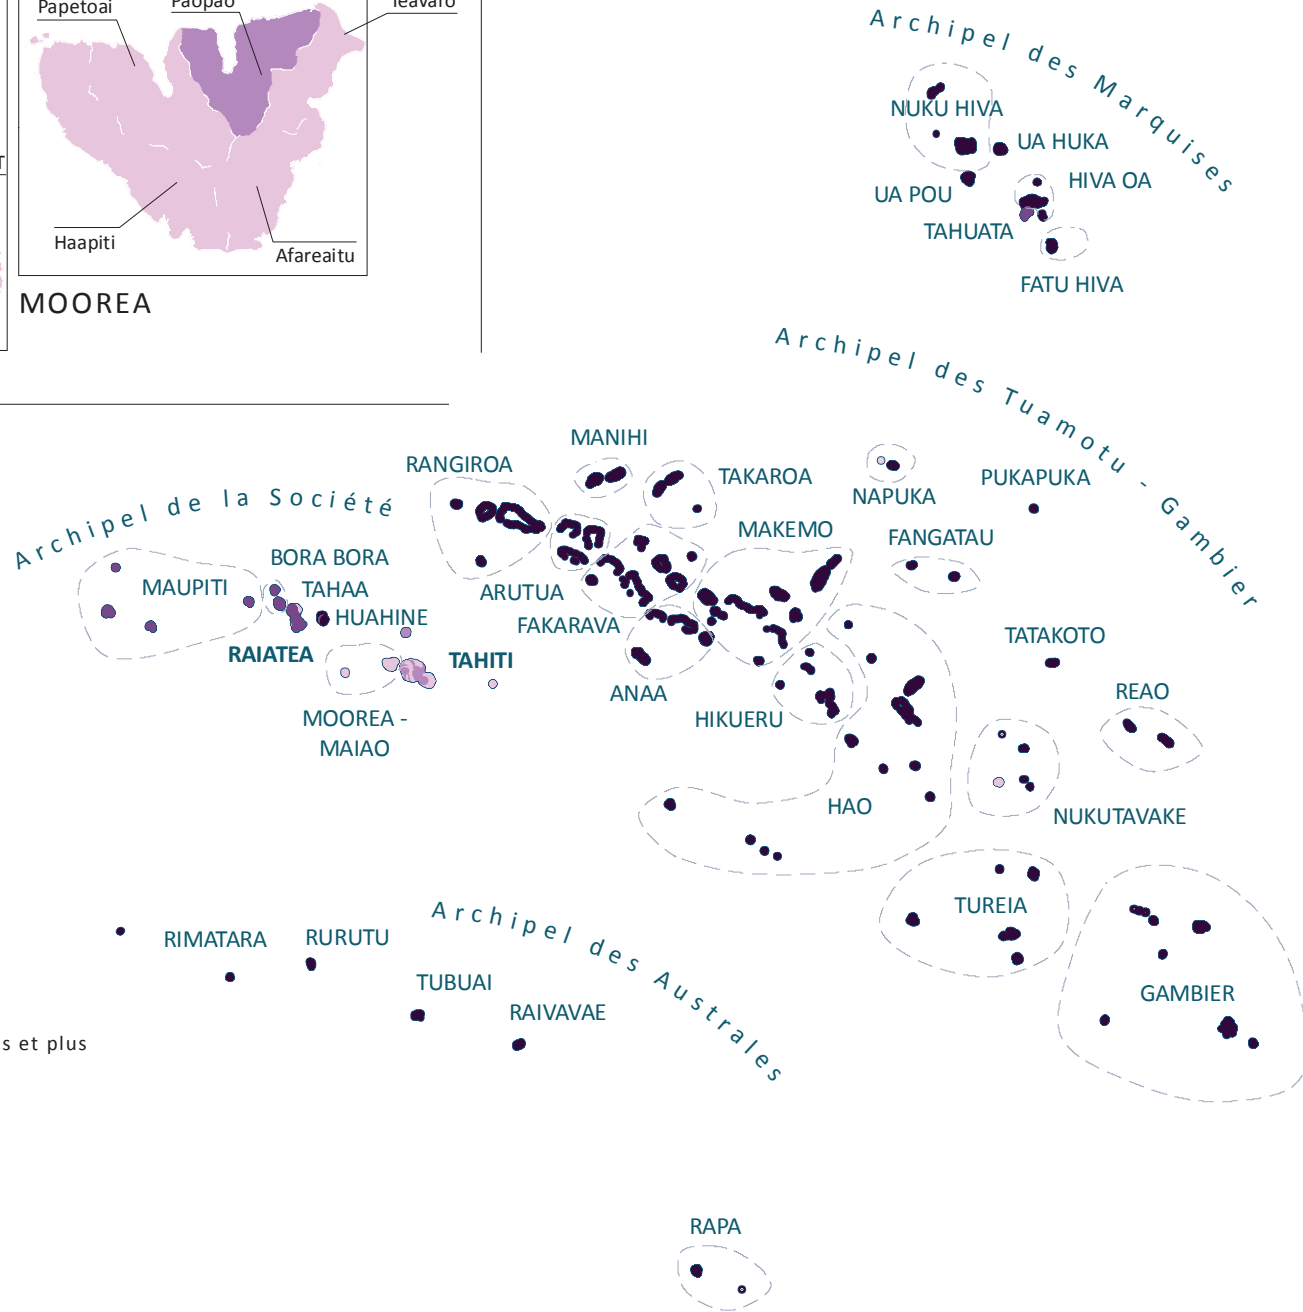 Papetoai
Paopao
Teavaro
Haapiti
Afareaitu
MOOREA
Archipel des Marquises
NUKU HIVA
UA HUKA
HIVA OA
UA POU
TAHUATA
FATU HIVA
Archipel des Tuamotu - Gambier
MANIHI
RANGIROA
TAKAROA
NAPUKA
PUKAPUKA
MAKEMO
FANGATAU
Archipel de la Société
BORA BORA
MAUPITI
TAHAA
ARUTUA
HUAHINE
FAKARAVA
RAIATEA
TAHITI
TATAKOTO
ANAA
REAO
MOOREA -
MAIAO
HIKUERU
HAO
NUKUTAVAKE
TUREIA
Archipel des Australes
RIMATARA
RURUTU
TUBUAI
RAIVAVAE
GAMBIER
s et plus
RAPA